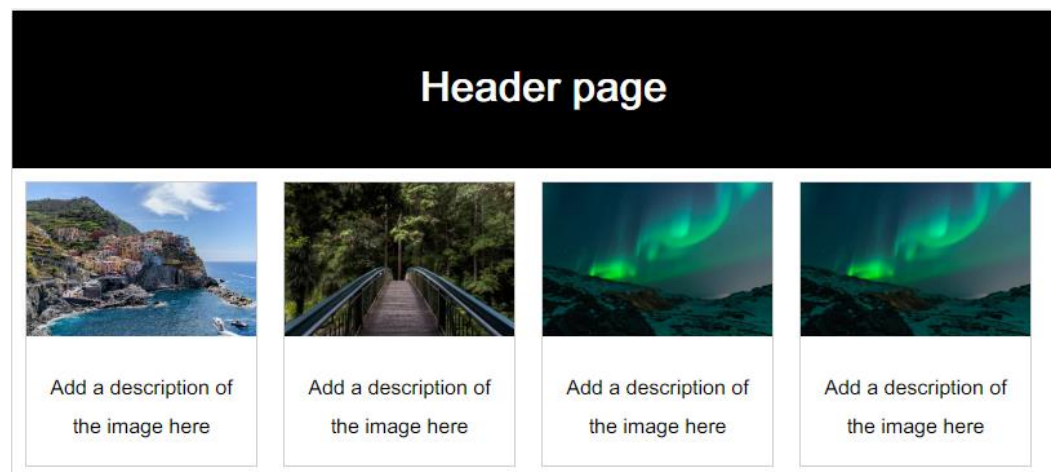 Header page
Add a description of
the image here
Add a description of
the image here
Add a description of
the image here
Add a description of
the image here